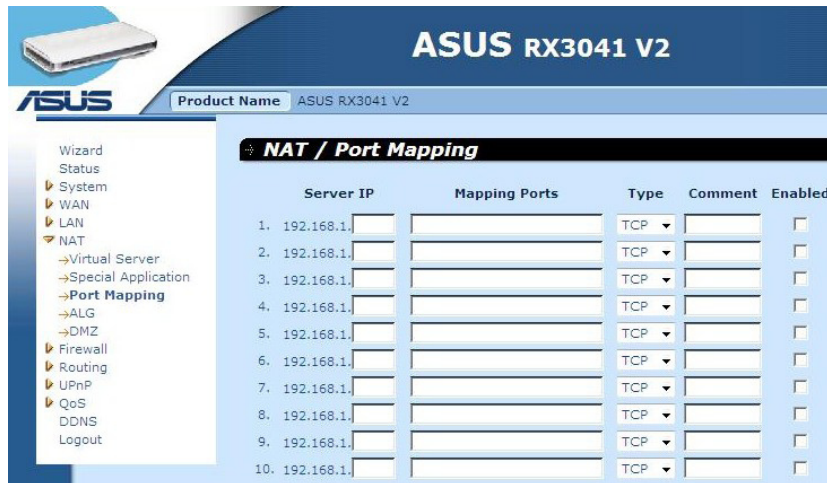 ASUS RX3041 V2
ASUS
Product Name ASUS RX3041 V2
Wizard
Status
System
WAN
LAN
NAT
→Virtual Server
→Special Application
→Port Mapping
→ALG
→DMZ
Firewall
Routing
UPnP
QoS
DDNS
Logout
NAT / Port Mapping
Server IP Mapping Ports Type Comment Enabled
1. 192.168.1. TCP
2. 192.168.1. TCP
3. 192.168.1. TCP
4. 192.168.1. TCP
5. 192.168.1. TCP
6. 192.168.1. TCP
7. 192.168.1. TCP
8. 192.168.1. TCP
9. 192.168.1. TCP
10. 192.168.1. TCP